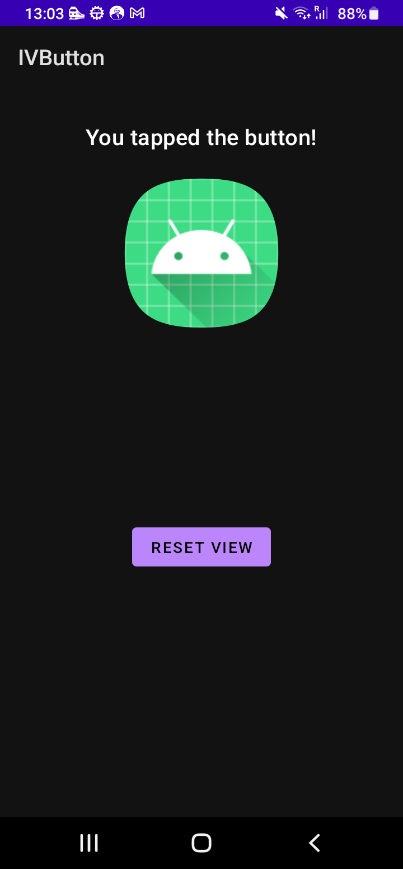 13:03 R 88%
IVButton
You tapped the button!
RESET VIEW